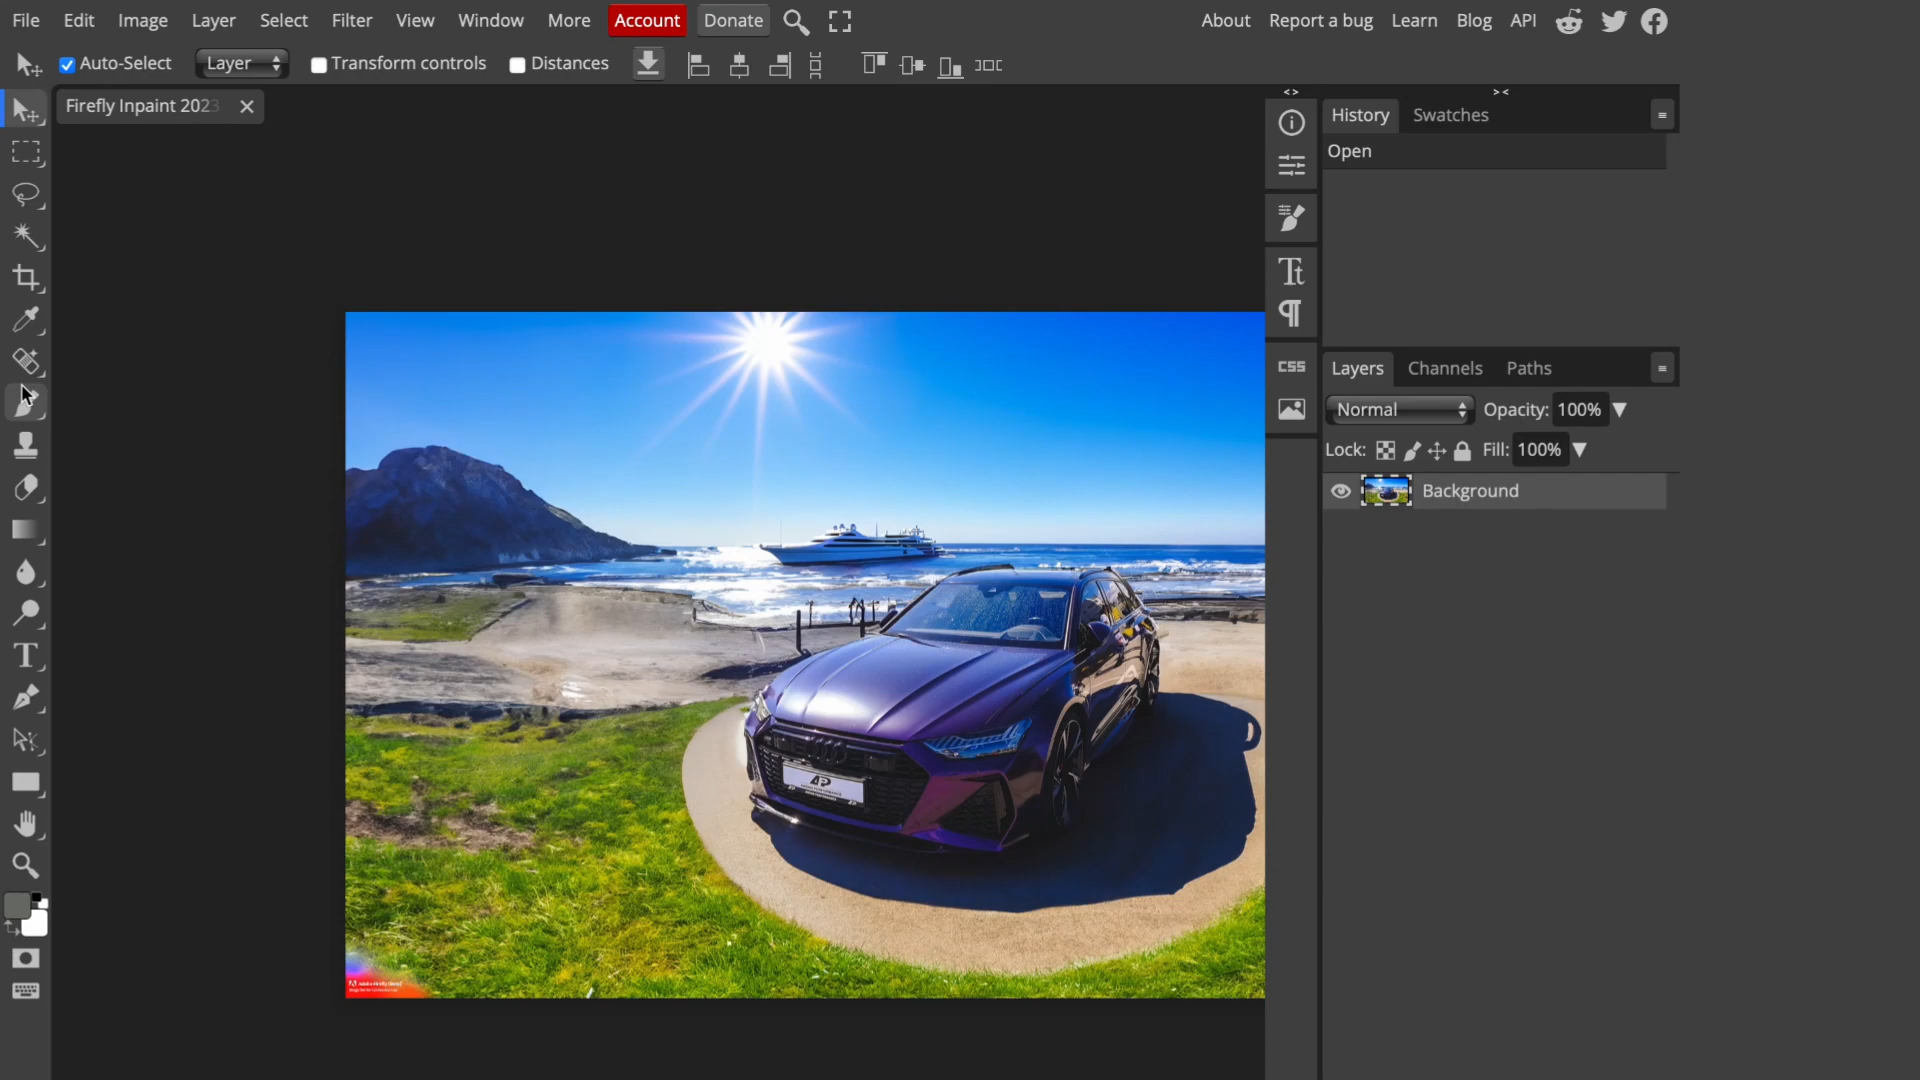 File Edit Image Layer Select Filter View Window More Account Donate About Report a bug Learn Blog API
Auto-Select Layer Transform controls Distances
Firefly Inpaint 2023
History Swatches
Open
Tt
CSS
Layers Channels Paths
Normal Opacity: 100%
Lock: Fill: 100%
Background
T
AP